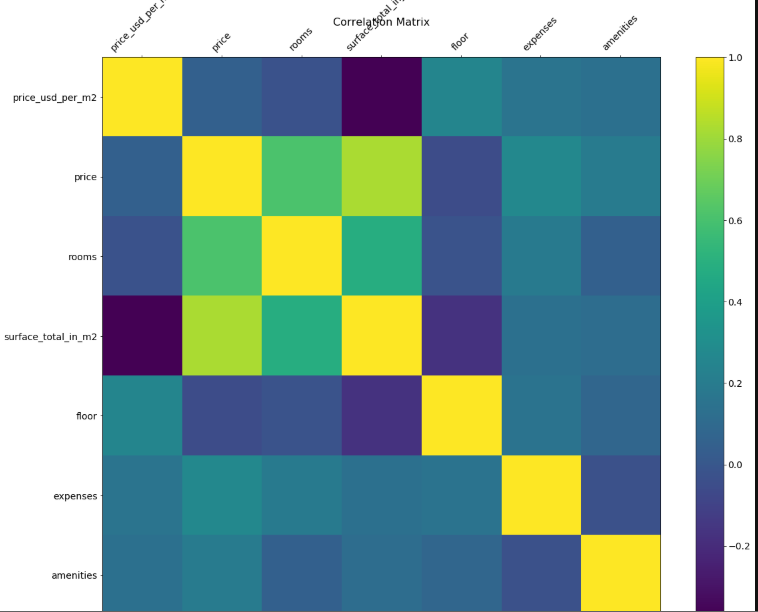 Correlation Matrix
price
rooms
floor
expenses
amenities
price_usd_per_m2
price
rooms
surface_total_in_m2
floor
expenses
amenities
1.0
0.8
0.6
0.4
0.2
0.0
−0.2